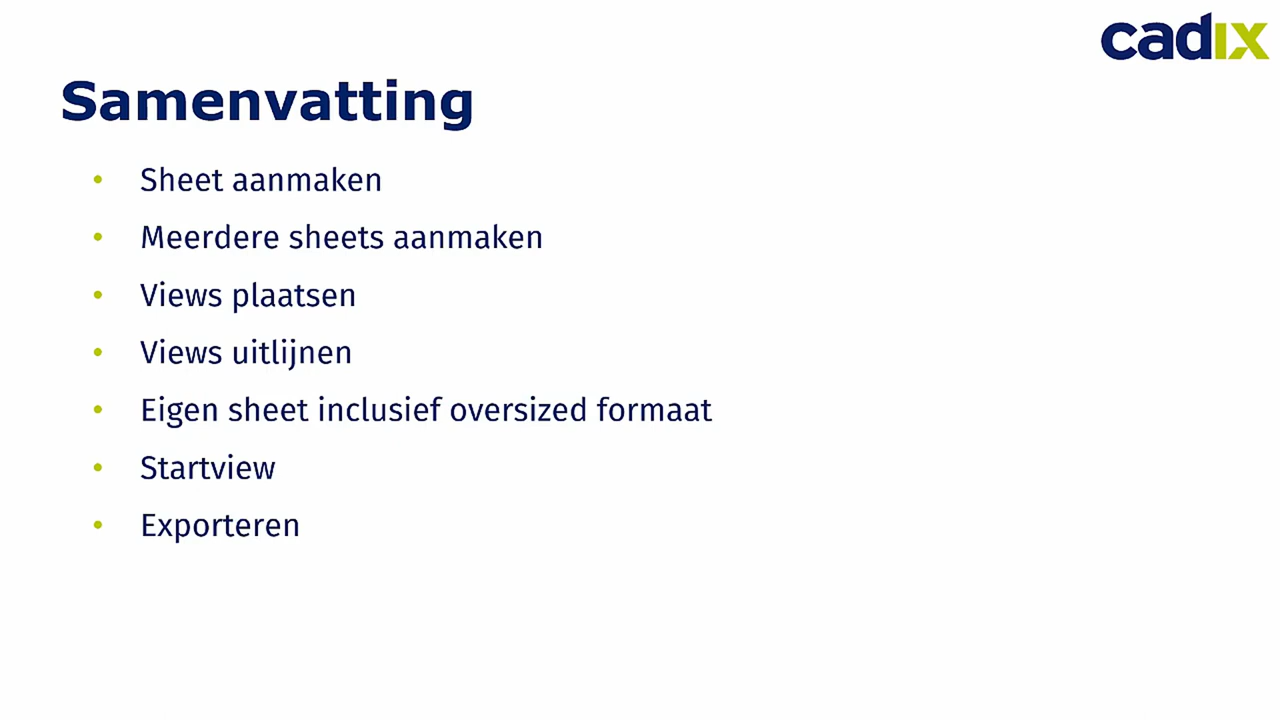 cadix
Samenvatting
• Sheet aanmaken
• Meerdere sheets aanmaken
• Views plaatsen
• Views uitlijnen
• Eigen sheet inclusief oversized formaat
• Startview
• Exporteren